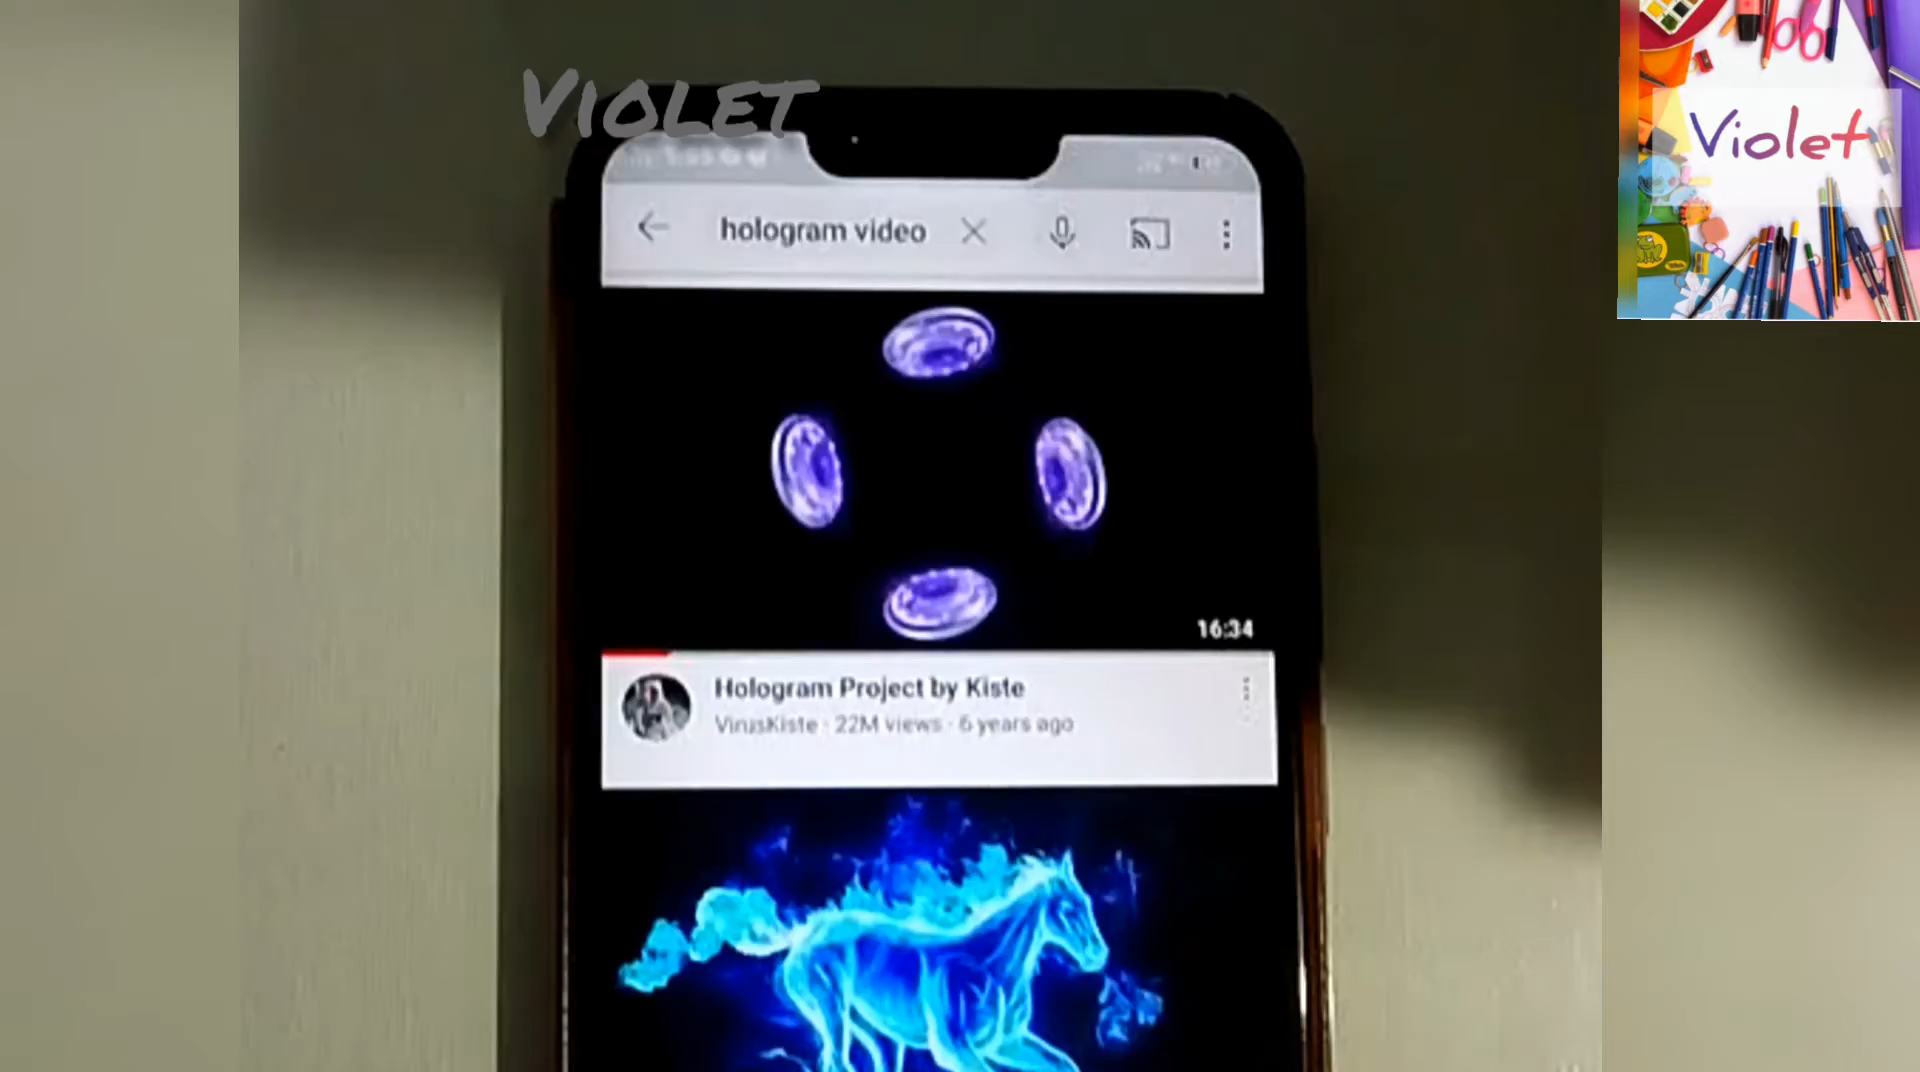 VIOLET
Violet
hologram video
16:34
Hologram Project by Kiste
VirusKiste · 22M views · 6 years ago